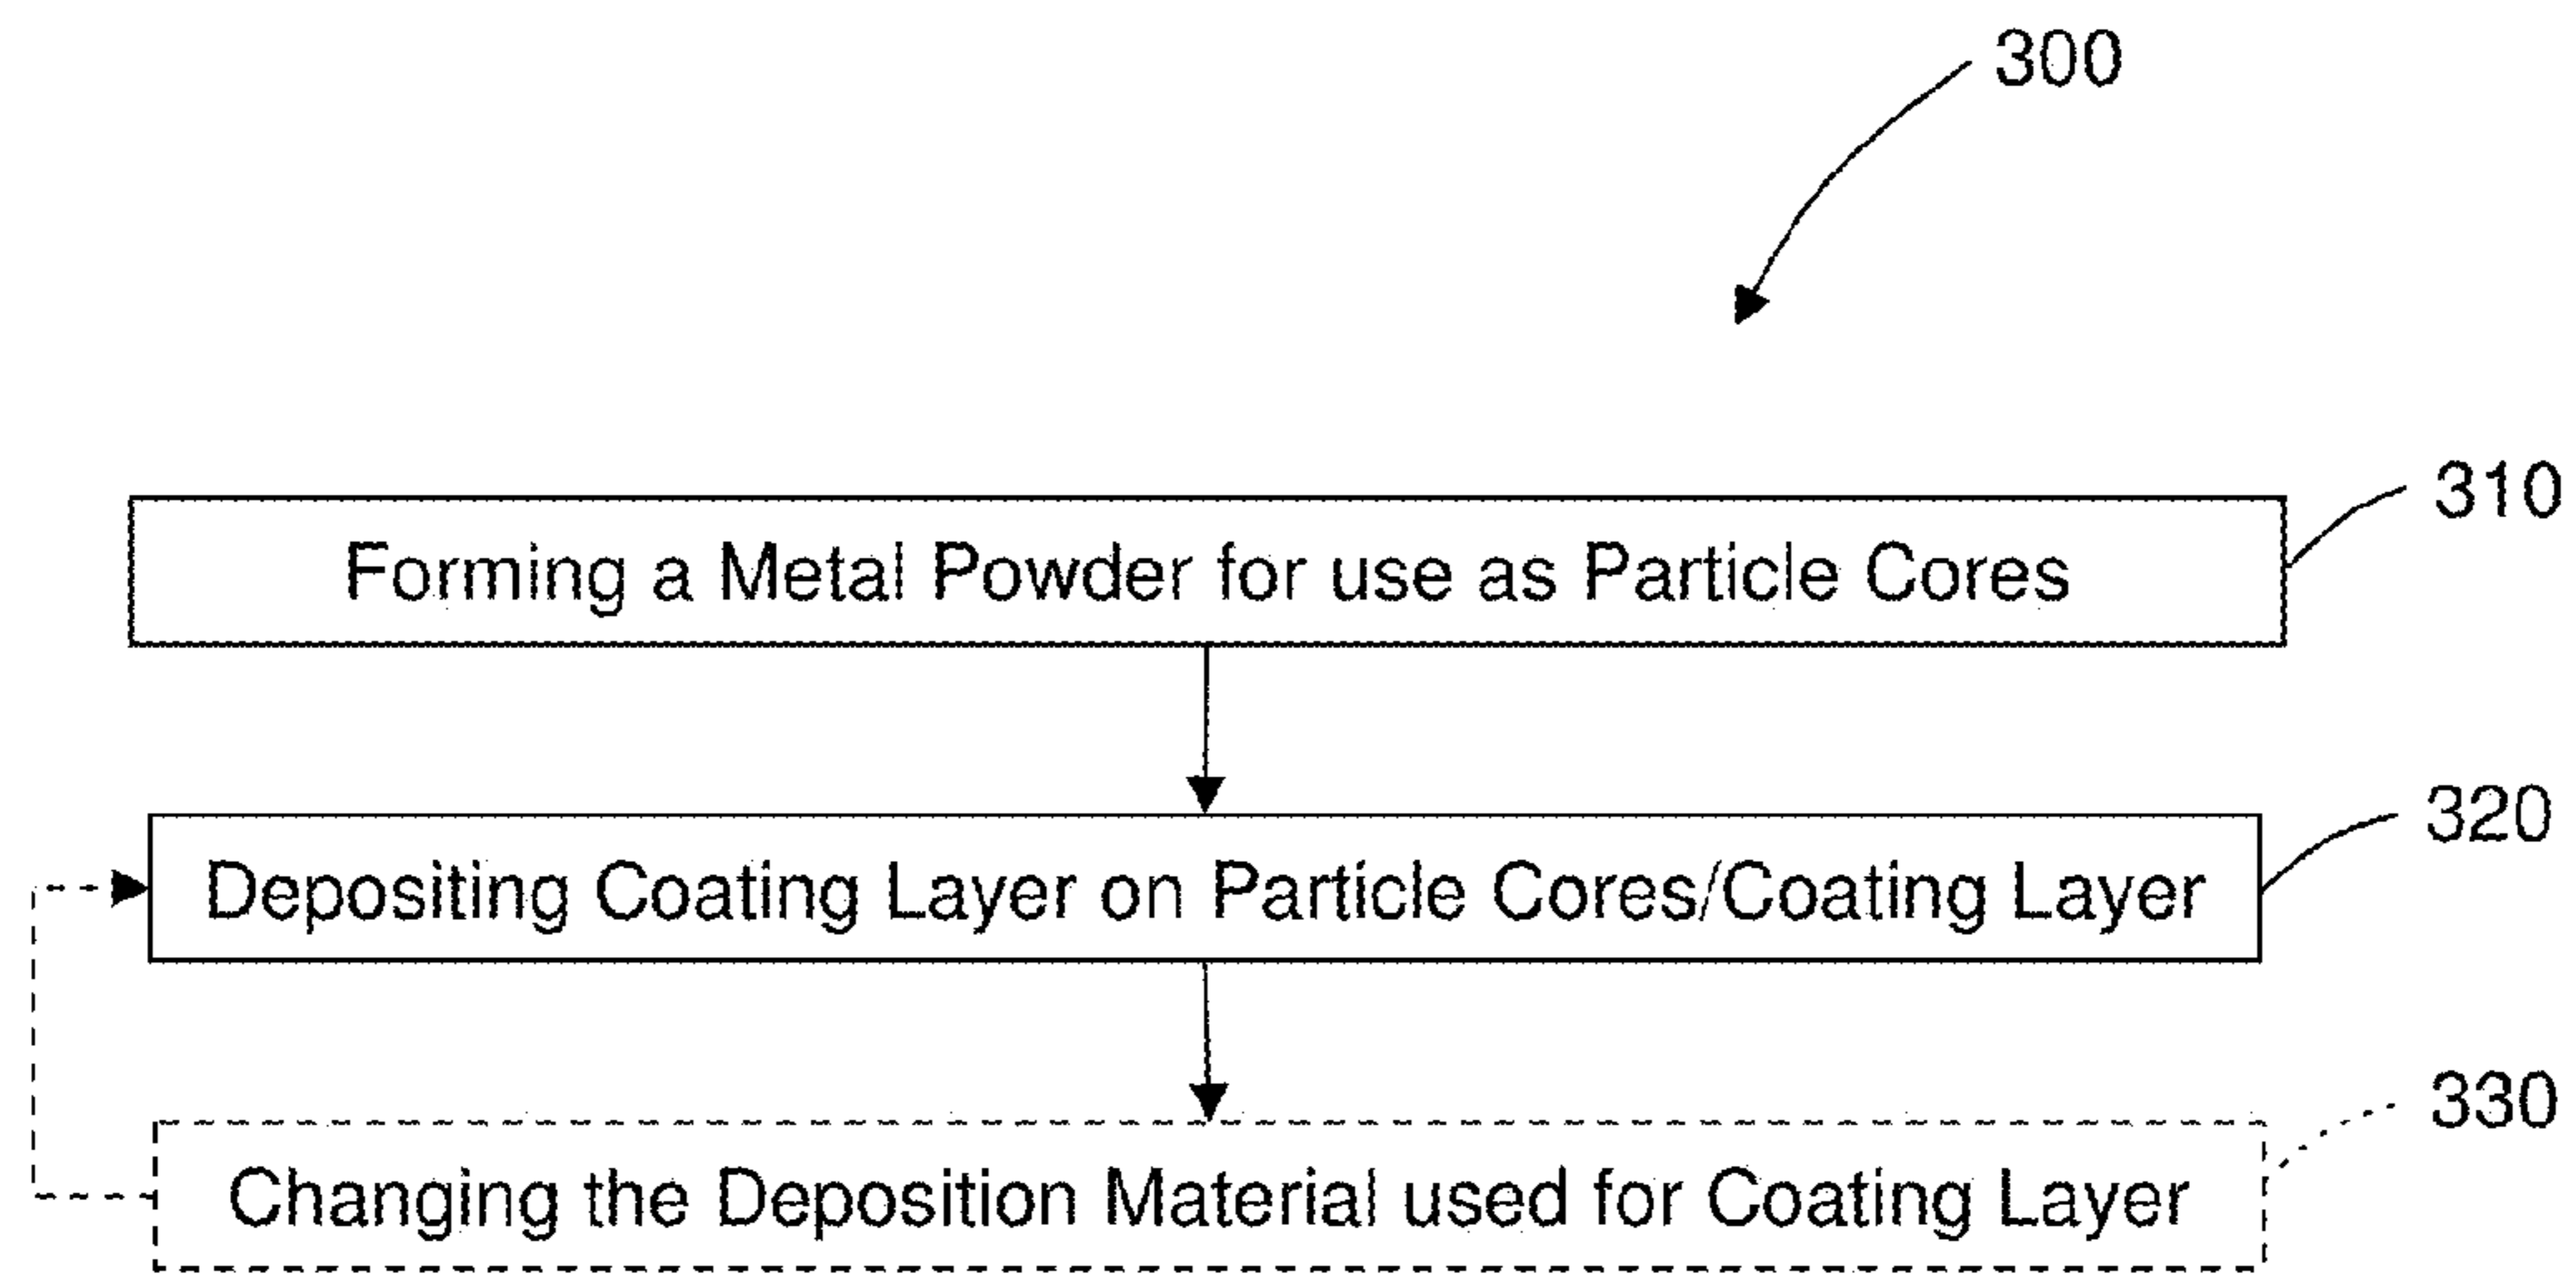 300
310
Forming a Metal Powder for use as Particle Cores
320
Depositing Coating Layer on Particle Cores/Coating Layer
330
Changing the Deposition Material used for Coating Layer